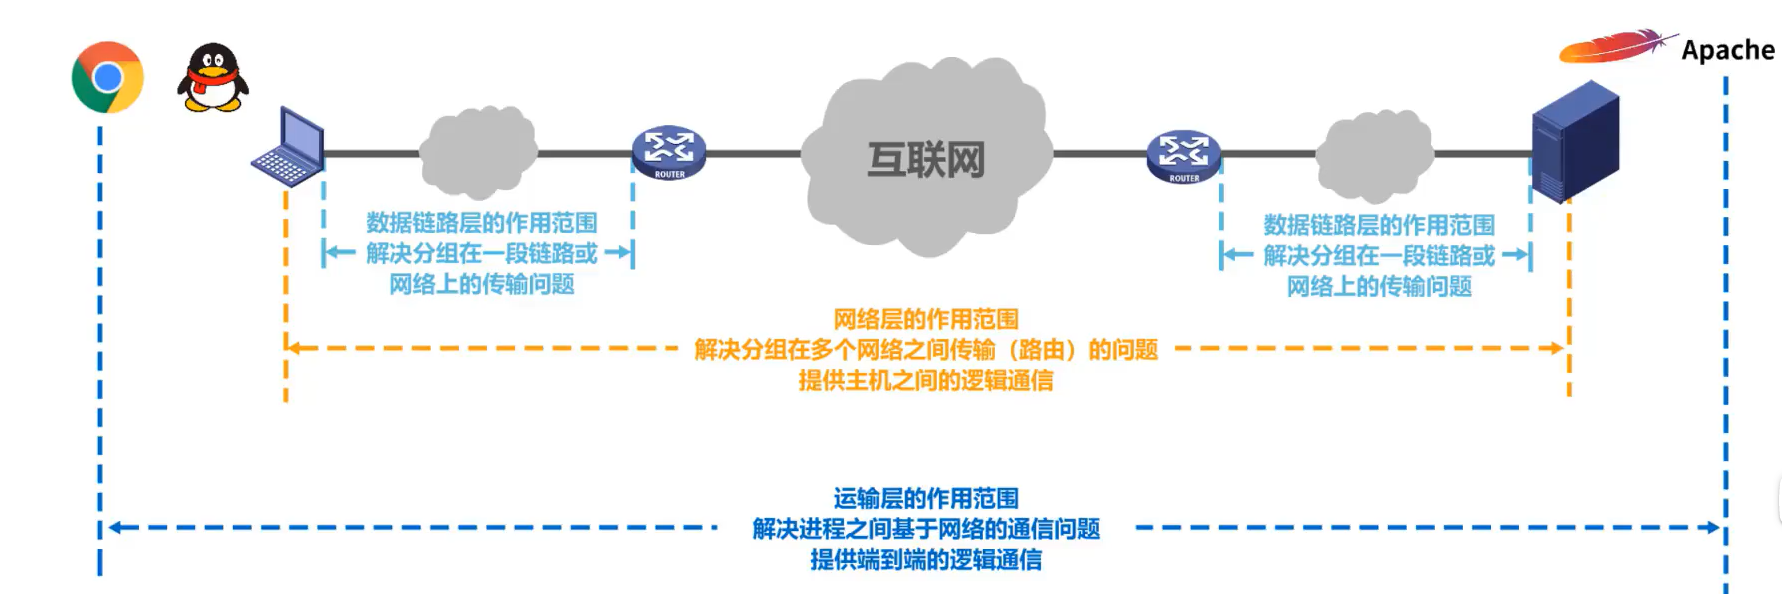 Apache
互联网
ROUTER
ROUTER
数据链路层的作用范围
解决分组在一段链路或
网络上的传输问题
数据链路层的作用范围
解决分组在一段链路或
网络上的传输问题
网络层的作用范围
解决分组在多个网络之间传输（路由）的问题
提供主机之间的逻辑通信
运输层的作用范围
解决进程之间基于网络的通信问题
提供端到端的逻辑通信